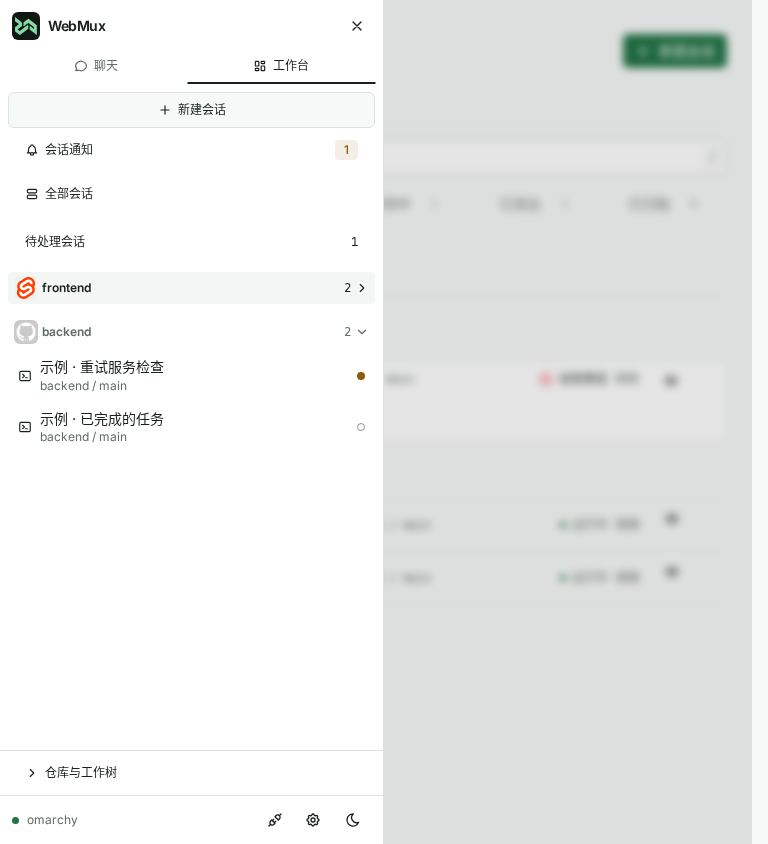 WebMux
聊天
工作台
新建会话
会话通知
1
全部会话
待处理会话
1
frontend
2
backend
2
示例 · 重试服务检查
backend / main
示例 · 已完成的任务
backend / main
仓库与工作树
omarchy